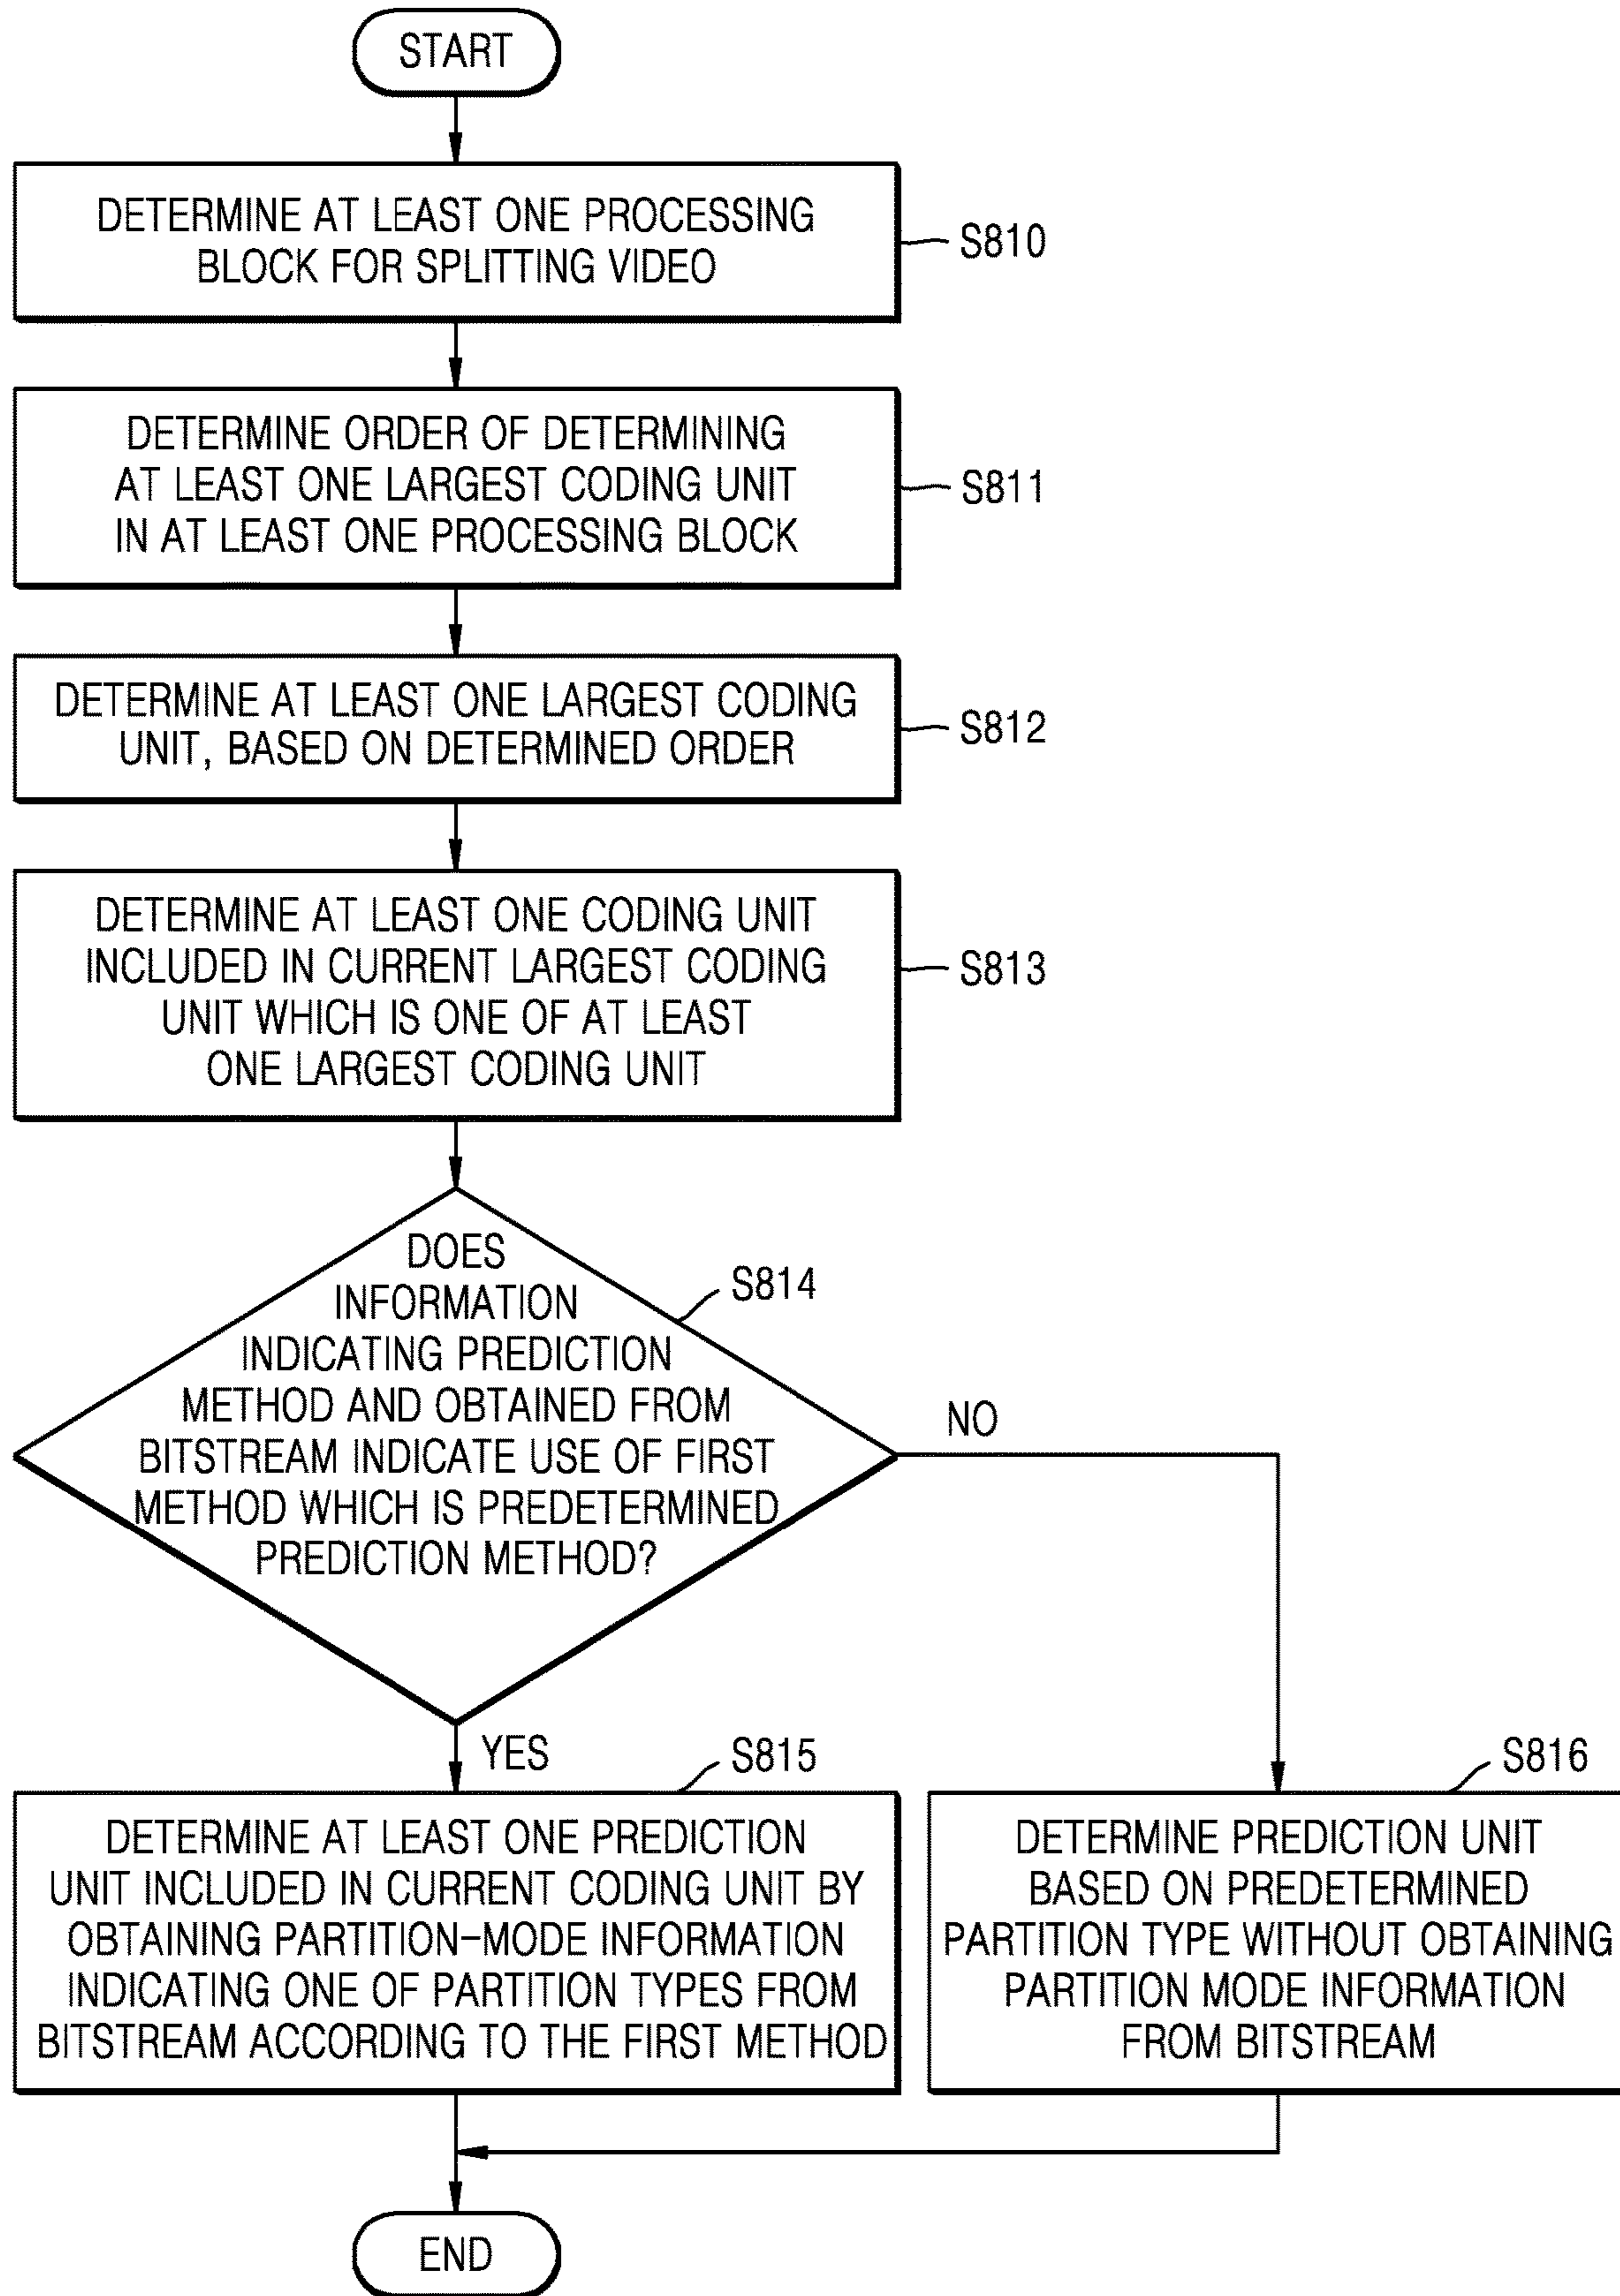 START
DETERMINE AT LEAST ONE PROCESSING
BLOCK FOR SPLITTING VIDEO
S810
DETERMINE ORDER OF DETERMINING
AT LEAST ONE LARGEST CODING UNIT
IN AT LEAST ONE PROCESSING BLOCK
S811
DETERMINE AT LEAST ONE LARGEST CODING
UNIT, BASED ON DETERMINED ORDER
S812
DETERMINE AT LEAST ONE CODING UNIT
INCLUDED IN CURRENT LARGEST CODING
UNIT WHICH IS ONE OF AT LEAST
ONE LARGEST CODING UNIT
S813
DOES
INFORMATION
INDICATING PREDICTION
METHOD AND OBTAINED FROM
BITSTREAM INDICATE USE OF FIRST
METHOD WHICH IS PREDETERMINED
PREDICTION METHOD?
S814
NO
YES
S815
DETERMINE AT LEAST ONE PREDICTION
UNIT INCLUDED IN CURRENT CODING UNIT BY
OBTAINING PARTITION-MODE INFORMATION
INDICATING ONE OF PARTITION TYPES FROM
BITSTREAM ACCORDING TO THE FIRST METHOD
S816
DETERMINE PREDICTION UNIT
BASED ON PREDETERMINED
PARTITION TYPE WITHOUT OBTAINING
PARTITION MODE INFORMATION
FROM BITSTREAM
END